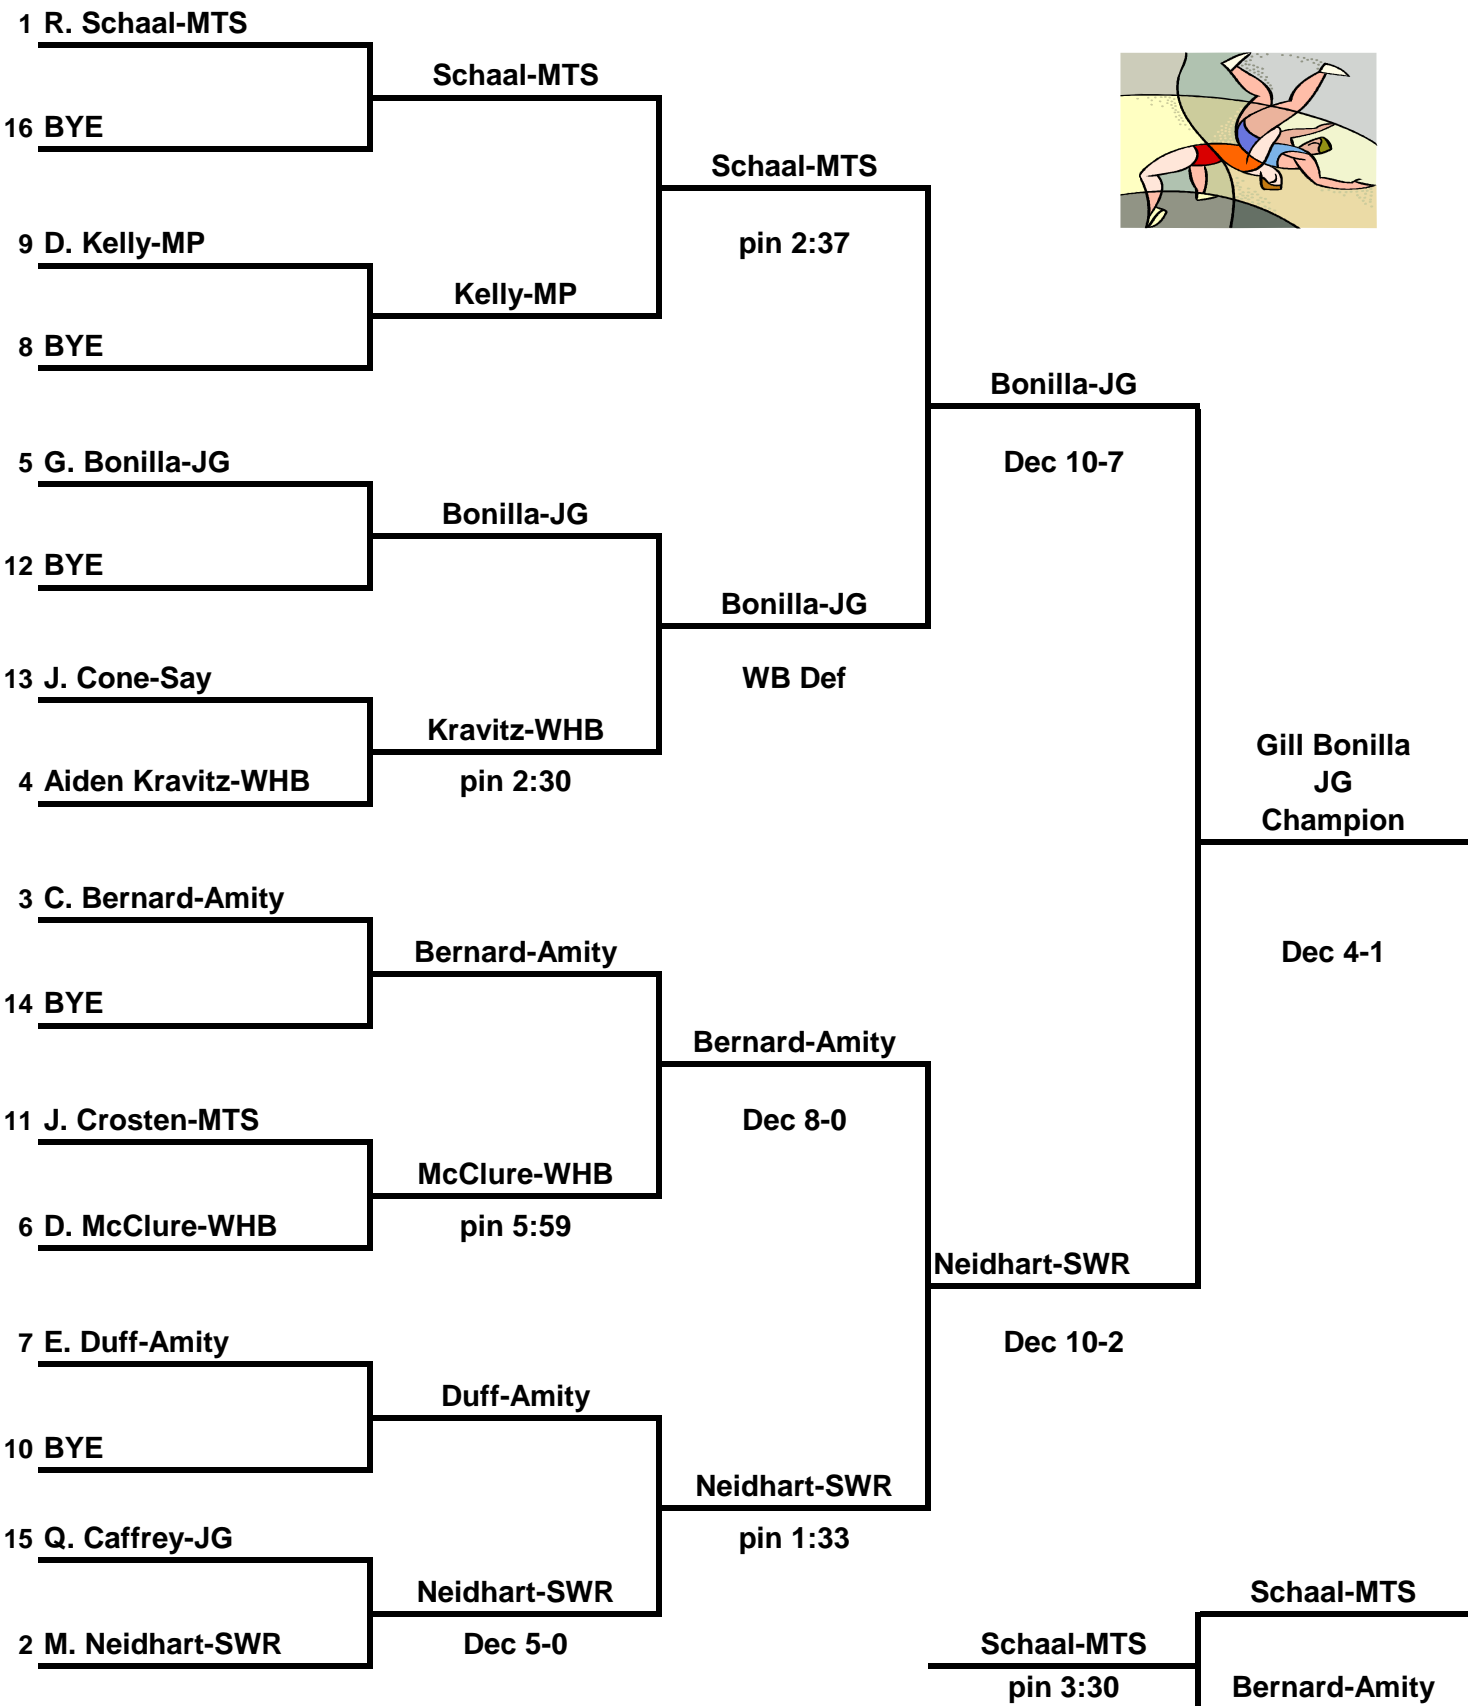 1 R. Schaal-MTS
Schaal-MTS
16 BYE
Schaal-MTS
9 D. Kelly-MP
pin 2:37
Kelly-MP
8 BYE
Bonilla-JG
5 G. Bonilla-JG
Dec 10-7
Bonilla-JG
12 BYE
Bonilla-JG
13 J. Cone-Say
WB Def
Kravitz-WHB
4 Aiden Kravitz-WHB
pin 2:30
Gill Bonilla
JG
Champion
3 C. Bernard-Amity
Bernard-Amity
Dec 4-1
14 BYE
Bernard-Amity
11 J. Crosten-MTS
Dec 8-0
McClure-WHB
6 D. McClure-WHB
pin 5:59
Neidhart-SWR
7 E. Duff-Amity
Dec 10-2
Duff-Amity
10 BYE
Neidhart-SWR
15 Q. Caffrey-JG
pin 1:33
Neidhart-SWR
Schaal-MTS
2 M. Neidhart-SWR
Dec 5-0
Schaal-MTS
pin 3:30
Bernard-Amity